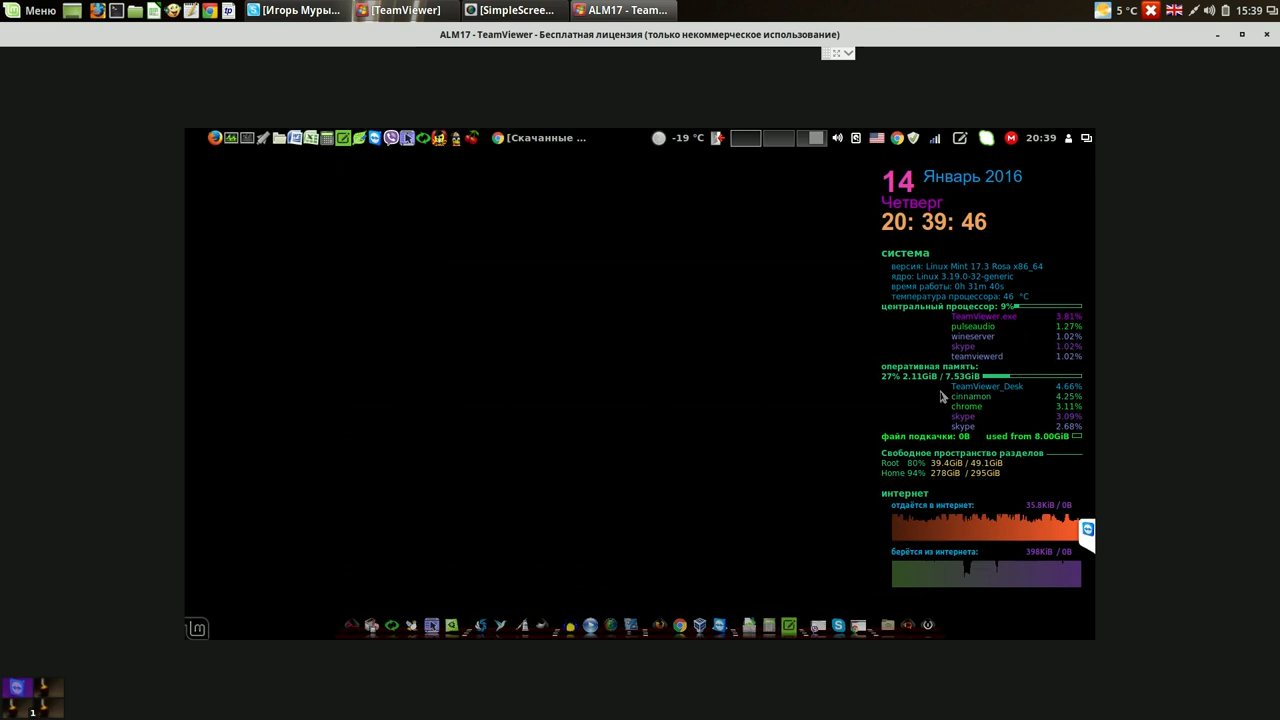 Меню [Игорь Муры... [TeamViewer] [SimpleScree... ALM17 - Team... 5 °C 15:39
ALM17 - TeamViewer - Бесплатная лицензия (только некоммерческое использование)
[Скачанные ... -19 °C 20:39
14 Январь 2016
Четверг
20: 39: 46
система
версия: Linux Mint 17.3 Rosa x86_64
ядро: Linux 3.19.0-32-generic
время работы: 0h 31m 40s
температура процессора: 46 °C
центральный процессор: 9%
TeamViewer.exe 3.81%
pulseaudio 1.27%
wineserver 1.02%
skype 1.02%
teamviewerd 1.02%
оперативная память:
27% 2.11GiB / 7.53GiB
TeamViewer_Desk 4.66%
cinnamon 4.25%
chrome 3.11%
skype 3.09%
skype 2.68%
файл подкачки: 0B used from 8.00GiB
Свободное пространство разделов
Root 80% 39.4GiB / 49.1GiB
Home 94% 278GiB / 295GiB
интернет
отдаётся в интернет: 35.8KiB / 0B
берётся из интернета: 398KiB / 0B
1